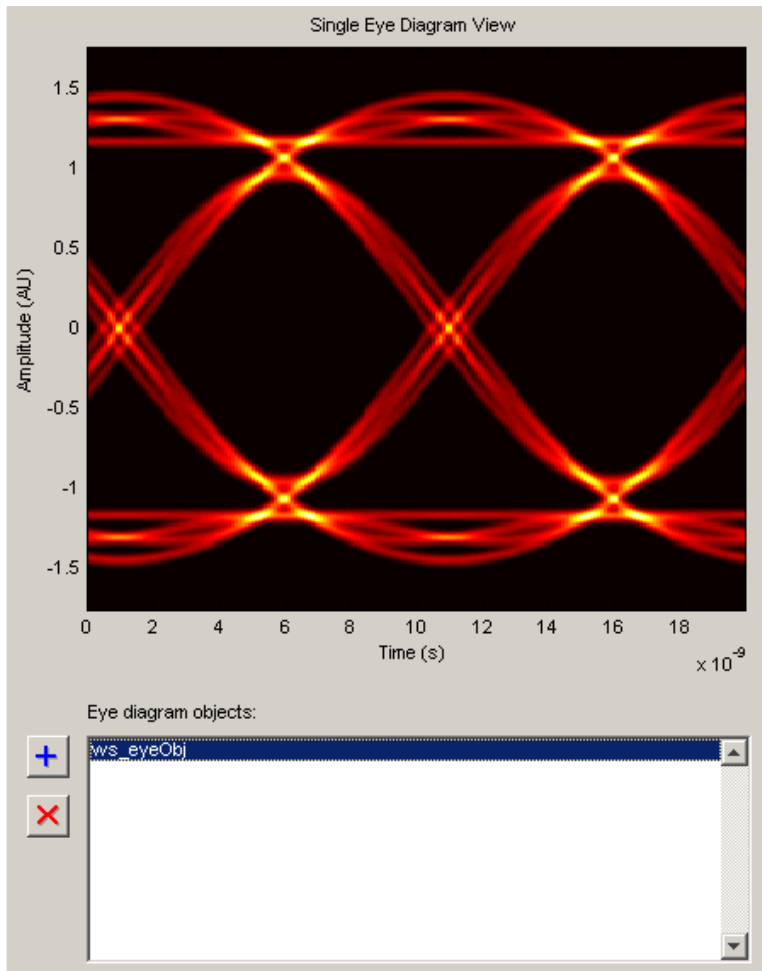 Single Eye Diagram View
1.5
1
0.5
0
-0.5
-1
-1.5
Amplitude (AU)
0 2 4 6 8 10 12 14 16 18
Time (s)
x 10-9
Eye diagram objects:
ws_eyeObj